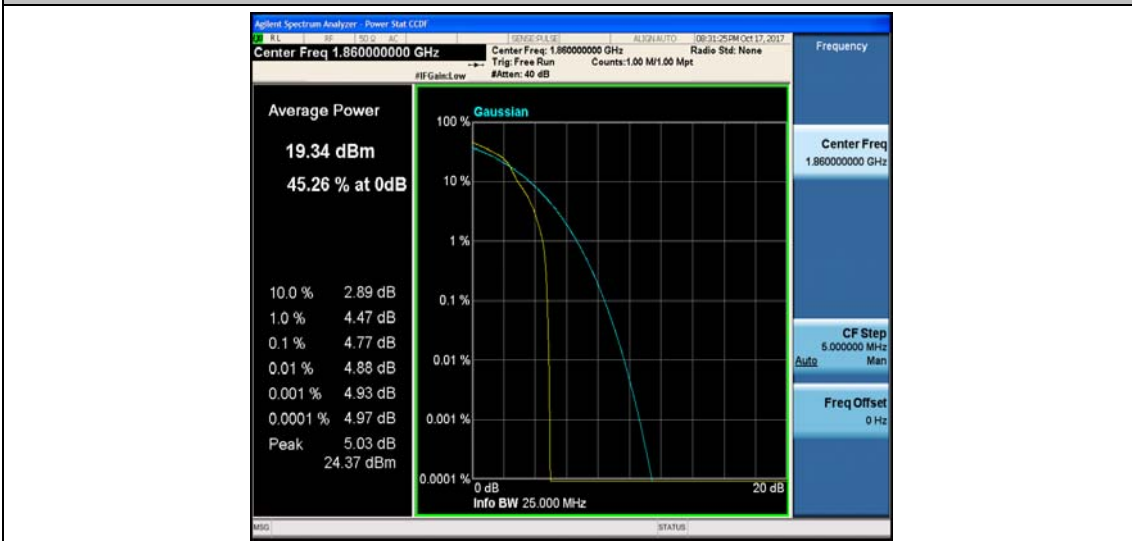 Agilent Spectrum Analyzer - Power Stat CCDF
RL RF 50 Ω AC SENSE:PULSE ALIGNAUTO 08:31:25 PM Oct 17, 2017
Center Freq 1.860000000 GHz
Center Freq: 1.860000000 GHz Radio Std: None
Trig: Free Run Counts:1.00 M/1.00 Mpt
#IFGain:Low #Atten: 40 dB
Frequency
Average Power
19.34 dBm
45.26 % at 0dB
10.0 % 2.89 dB
1.0 % 4.47 dB
0.1 % 4.77 dB
0.01 % 4.88 dB
0.001 % 4.93 dB
0.0001 % 4.97 dB
Peak 5.03 dB
24.37 dBm
Gaussian
100 %
10 %
1 %
0.1 %
0.01 %
0.001 %
0.0001 %
0 dB 20 dB
Info BW 25.000 MHz
Center Freq
1.860000000 GHz
CF Step
5.000000 MHz
Auto Man
Freq Offset
0 Hz
MSG STATUS